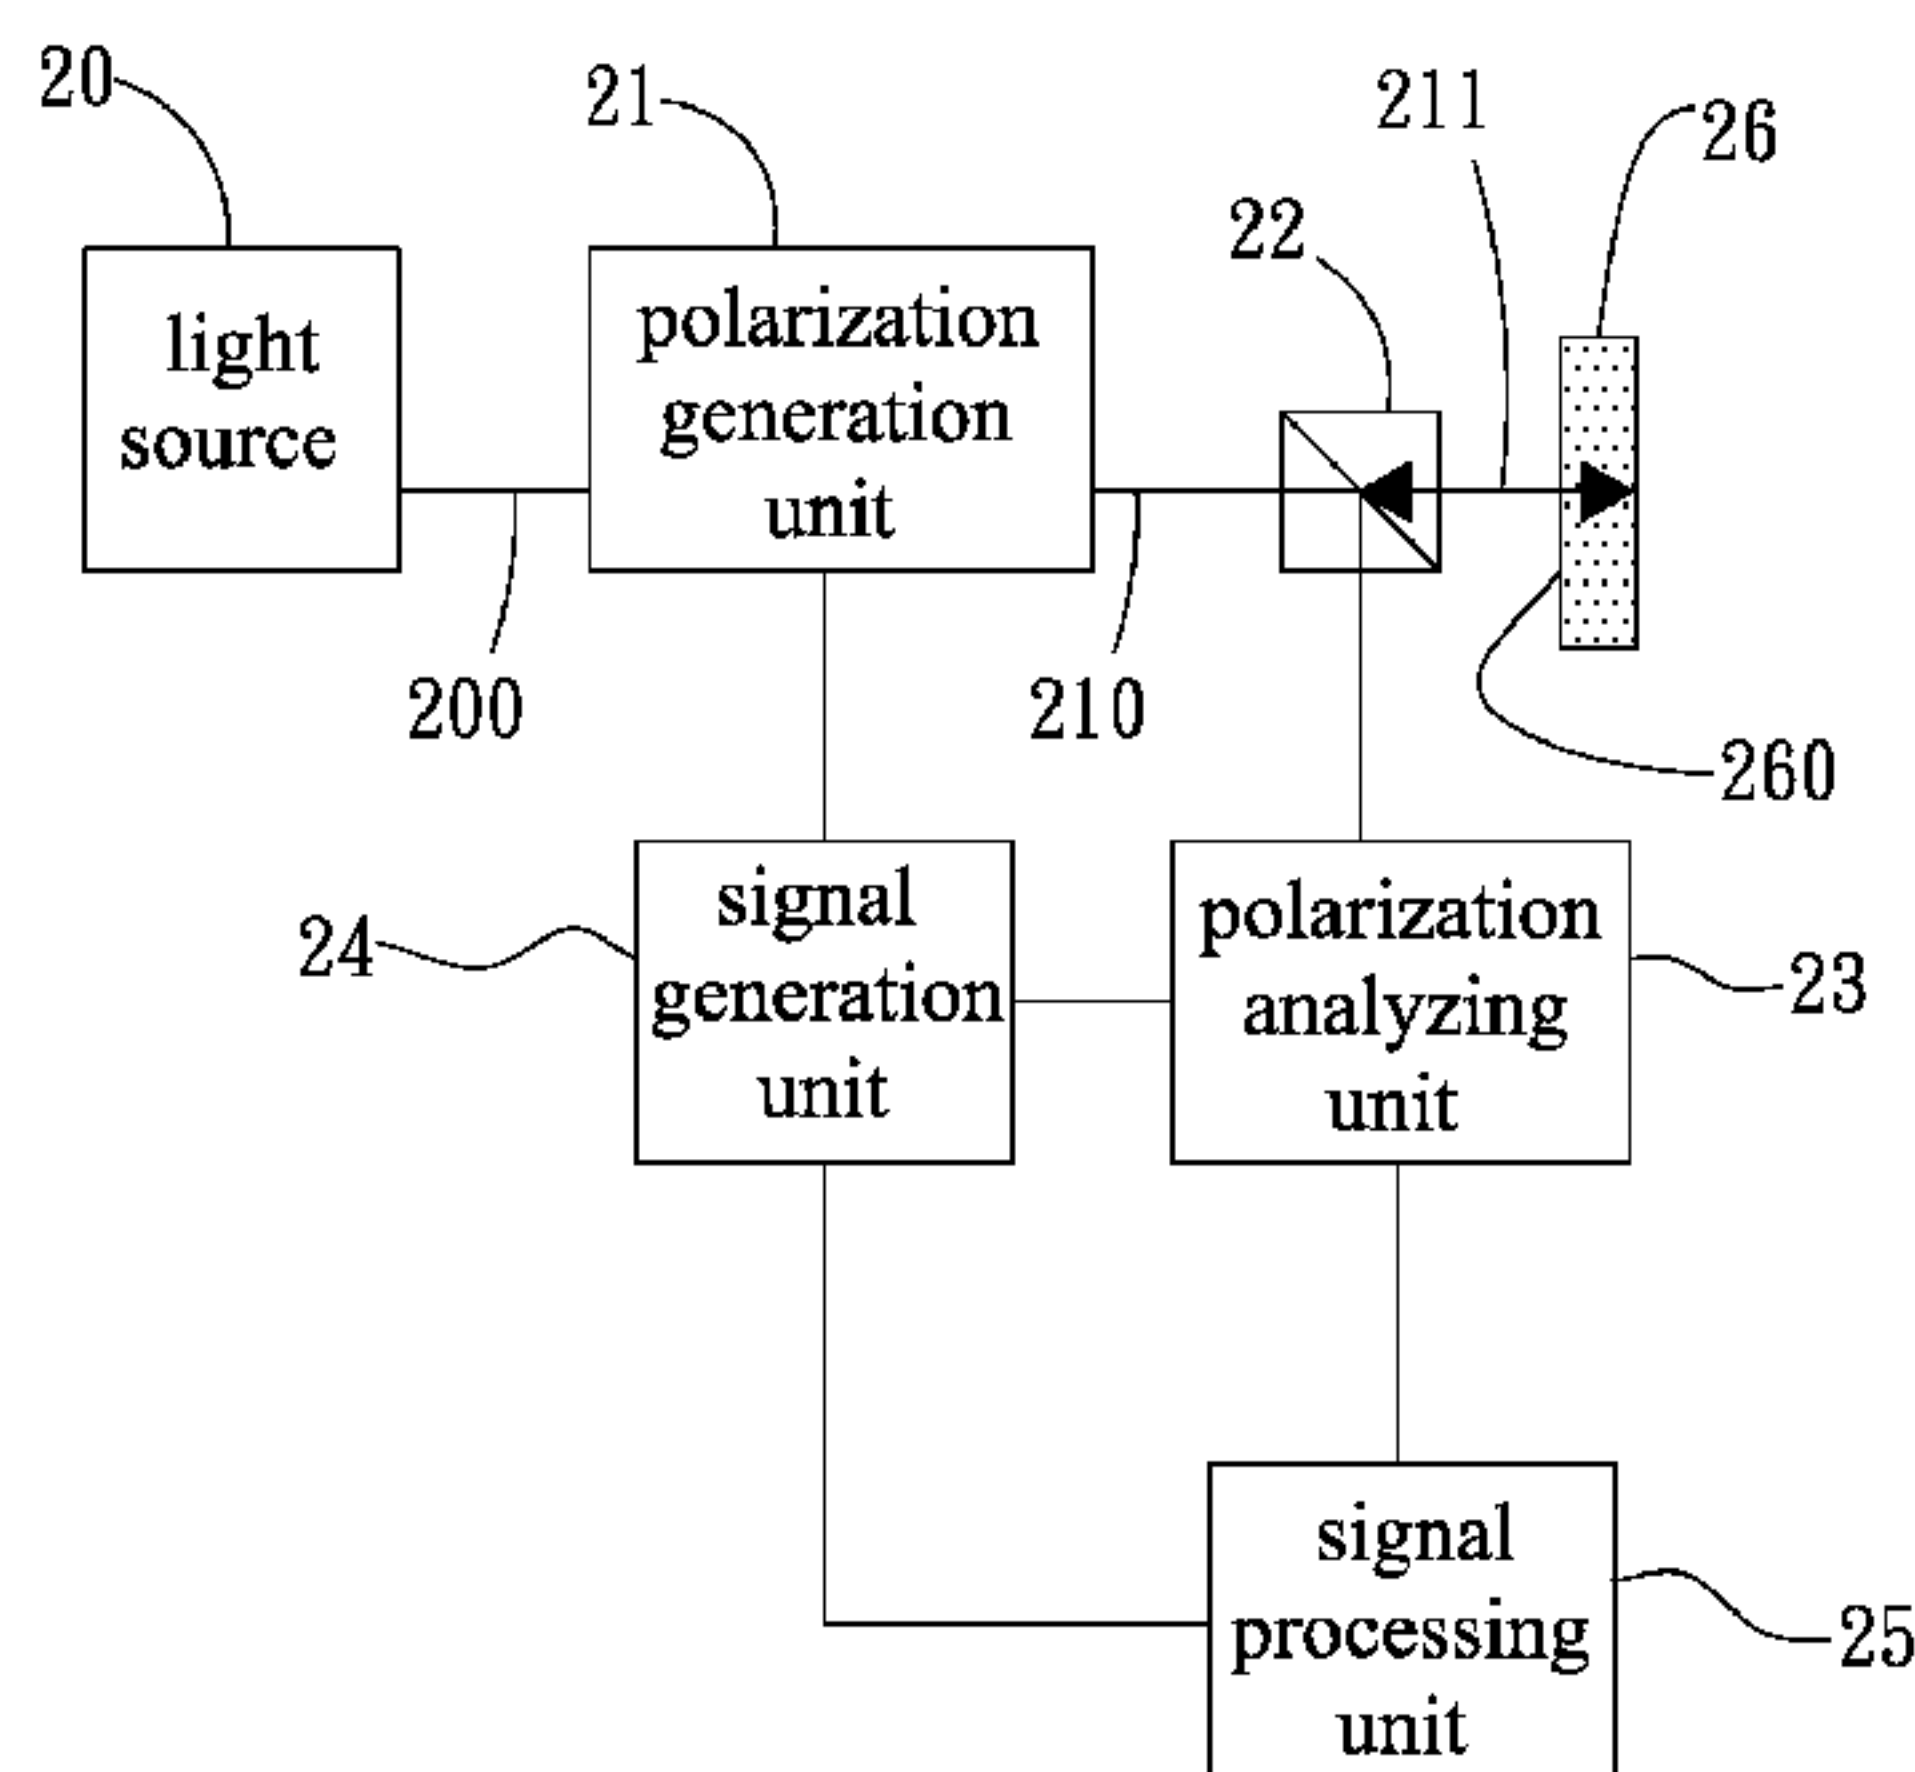 20
21
211
26
22
light
source
polarization
generation
unit
200
210
260
24
signal
generation
unit
polarization
analyzing
unit
23
signal
processing
unit
25